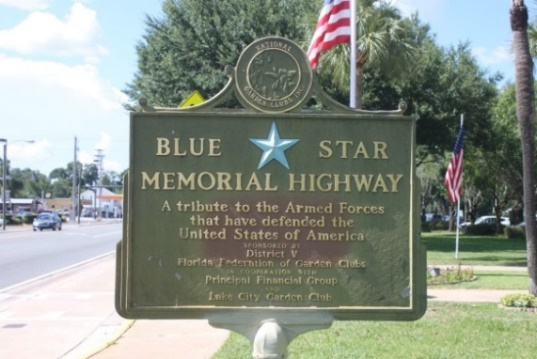 NATIONAL
GARDEN CLUBS, INC.
BLUE STAR
MEMORIAL HIGHWAY
A tribute to the Armed Forces
that have defended the
United States of America
SPONSORED BY
District V
Florida Federation of Garden Clubs
IN COOPERATION WITH
Principal Financial Group
AND
Lake City Garden Club